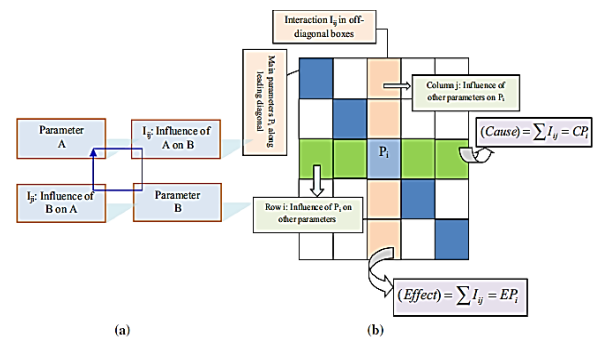 Interaction Iij in off-
diagonal boxes
Main parameters Pi along
leading diagonal
Column j: Influence of
other parameters on Pi
Parameter
A
Iij: Influence of
A on B
(Cause) = ∑ Iij = CPi
Pi
Iji: Influence of
B on A
Parameter
B
Row i: Influence of Pi on
other parameters
(Effect) = ∑ Iij = EPi
(a)
(b)